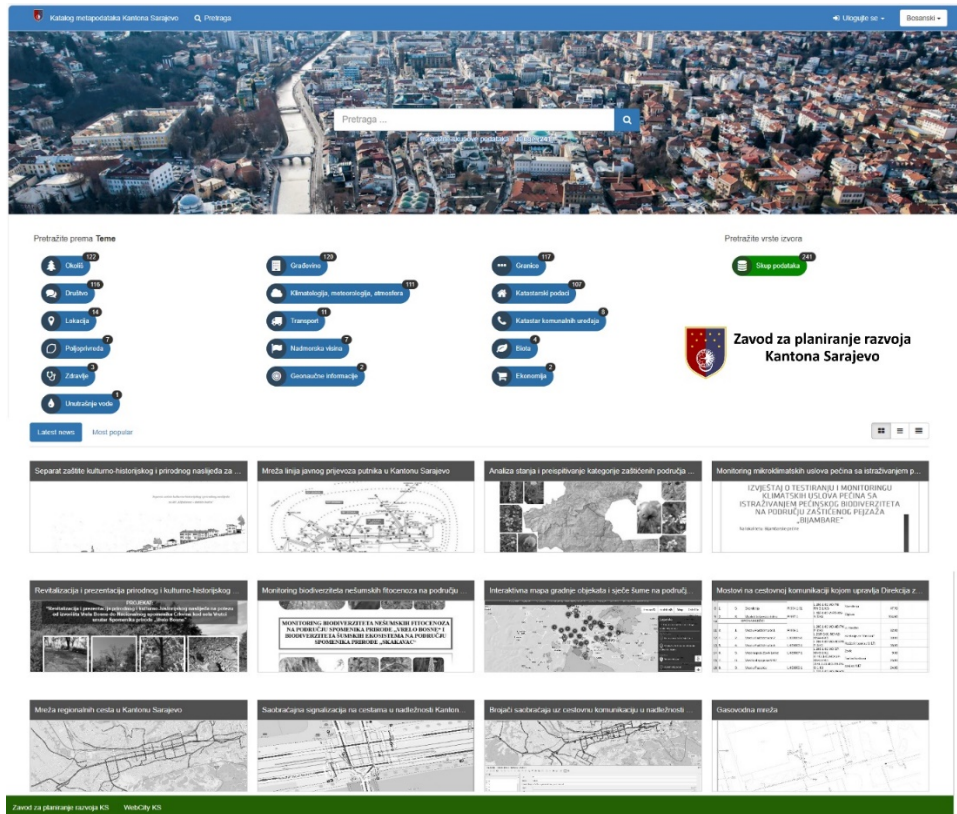 Katalog metapodataka Kantona Sarajevo
Pretraga
Ulogujte se
Bosanski
Pretraga ...
Pretražite prema Teme
Pretražite vrste izvora
Okoliš 122
Građevine 120
Granice 117
Skup podataka 241
Društvo 116
Klimatologija, meteorologija, atmosfera 111
Katastarski podaci 107
Lokacija 14
Transport 11
Katastar komunalnih uređaja 8
Poljoprivreda 7
Nadmorska visina 7
Biota 4
Zdravlje 3
Geonaučne informacije 2
Ekonomija 2
Unutrašnje vode 1
Zavod za planiranje razvoja
Kantona Sarajevo
Latest news
Most popular
Separat zaštite kulturno-historijskog i prirodnog naslijeđa za ...
Mreža linija javnog prijevoza putnika u Kantonu Sarajevo
Analiza stanja i preispitivanje kategorije zaštićenih područja ...
Monitoring mikroklimatskih uslova pećina sa istraživanjem p...
IZVJEŠTAJ O TESTIRANJU I MONITORINGU
KLIMATSKIH USLOVA PEĆINA SA
ISTRAŽIVANJEM PEĆINSKOG BIODIVERZITETA
NA PODRUČJU ZAŠTIĆENOG PEJZAŽA
„BIJAMBARE“
Revitalizacija i prezentacija prirodnog i kulturno-historijskog ...
Monitoring biodiverziteta nešumskih fitocenoza na području ...
MONITORING BIODIVERZITETA NEŠUMSKIH FITOCENOZA
NA PODRUČJU SPOMENIKA PRIRODE „VRELO BOSNE“ I
BIODIVERZITETA ŠUMSKIH EKOSISTEMA NA PODRUČJU
SPOMENIKA PRIRODE „SKAKAVAC“
Interaktivna mapa gradnje objekata i sječe šume na područj...
Mostovi na cestovnoj komunikaciji kojom upravlja Direkcija z...
Mreža regionalnih cesta u Kantonu Sarajevo
Saobraćajna signalizacija na cestama u nadležnosti Kanton...
Brojači saobraćaja uz cestovnu komunikaciju u nadležnosti ...
Gasovodna mreža
Zavod za planiranje razvoja KS
WebCity KS